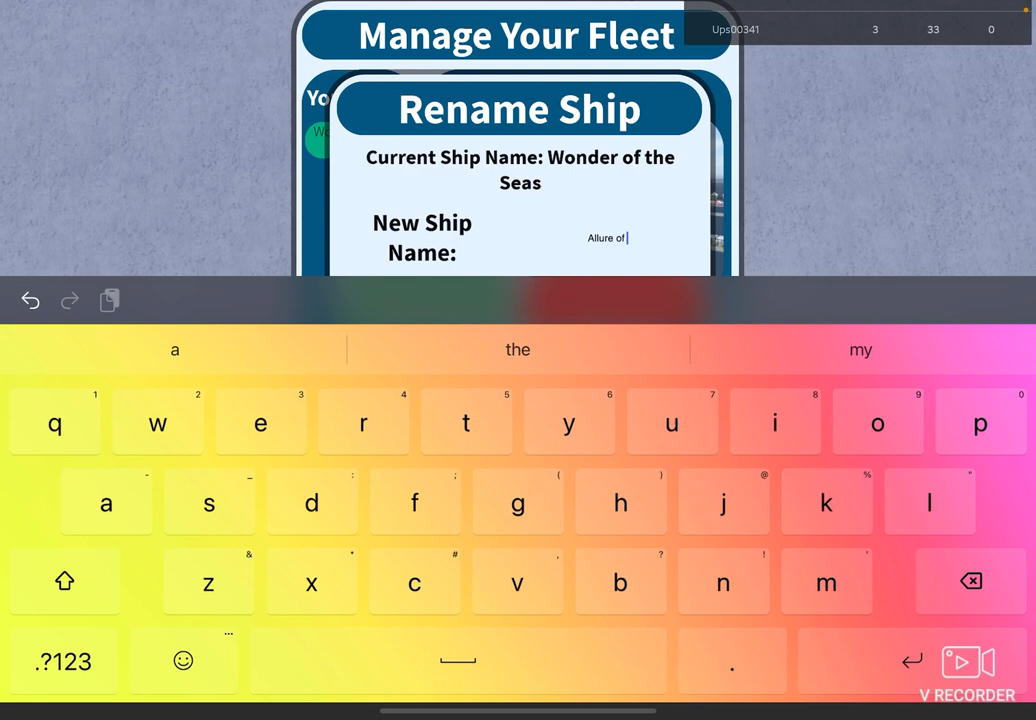 Manage Your Fleet
Ups00341 3 33 0
Rename Ship
Current Ship Name: Wonder of the
Seas
New Ship
Name:
Allure of
a the my
1 2 3 4 5 6 7 8 9 0
q w e r t y u i o p
- _ : ; ( ) @ % "
a s d f g h j k l
& * # , ? ! '
z x c v b n m
.?123 ... .
V RECORDER